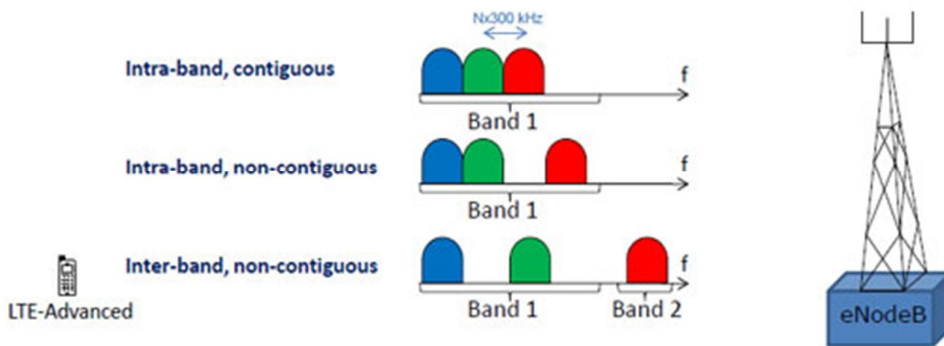 Nx300 kHz
Intra-band, contiguous
f
Band 1
Intra-band, non-contiguous
f
Band 1
Inter-band, non-contiguous
f
Band 1
Band 2
LTE-Advanced
eNodeB